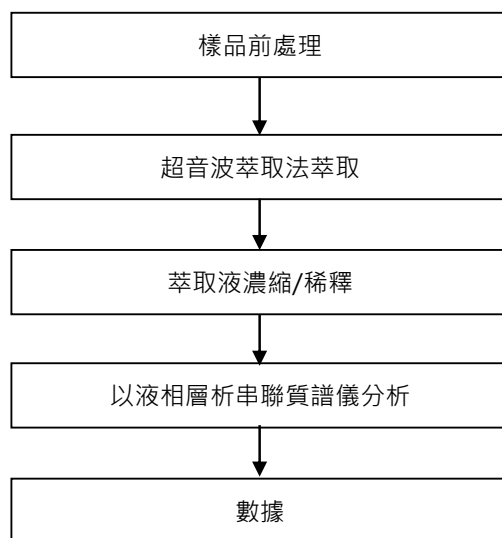 樣品前處理
超音波萃取法萃取
萃取液濃縮/稀釋
以液相層析串聯質譜儀分析
數據